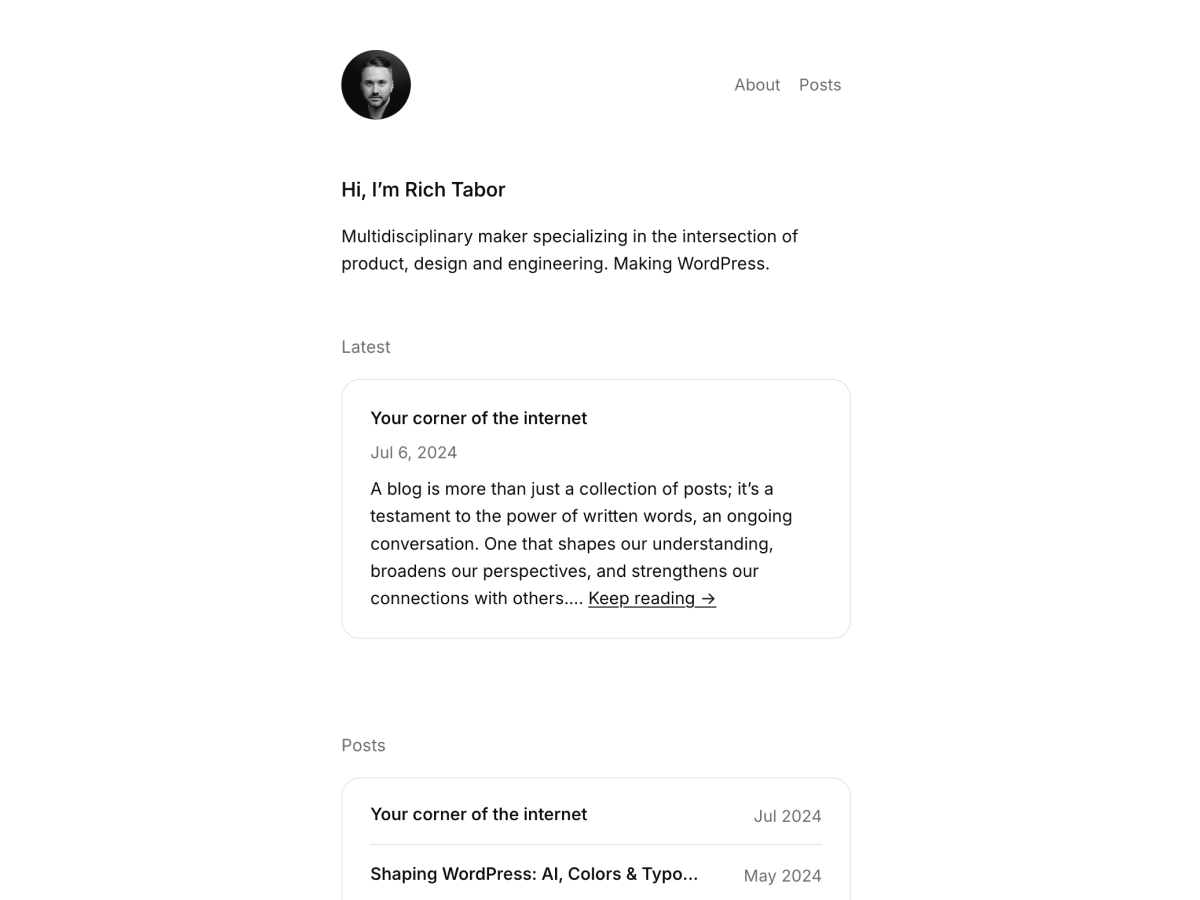 About Posts
Hi, I’m Rich Tabor
Multidisciplinary maker specializing in the intersection of
product, design and engineering. Making WordPress.
Latest
Your corner of the internet
Jul 6, 2024
A blog is more than just a collection of posts; it’s a
testament to the power of written words, an ongoing
conversation. One that shapes our understanding,
broadens our perspectives, and strengthens our
connections with others.… Keep reading →
Posts
Your corner of the internet Jul 2024
Shaping WordPress: AI, Colors & Typo… May 2024